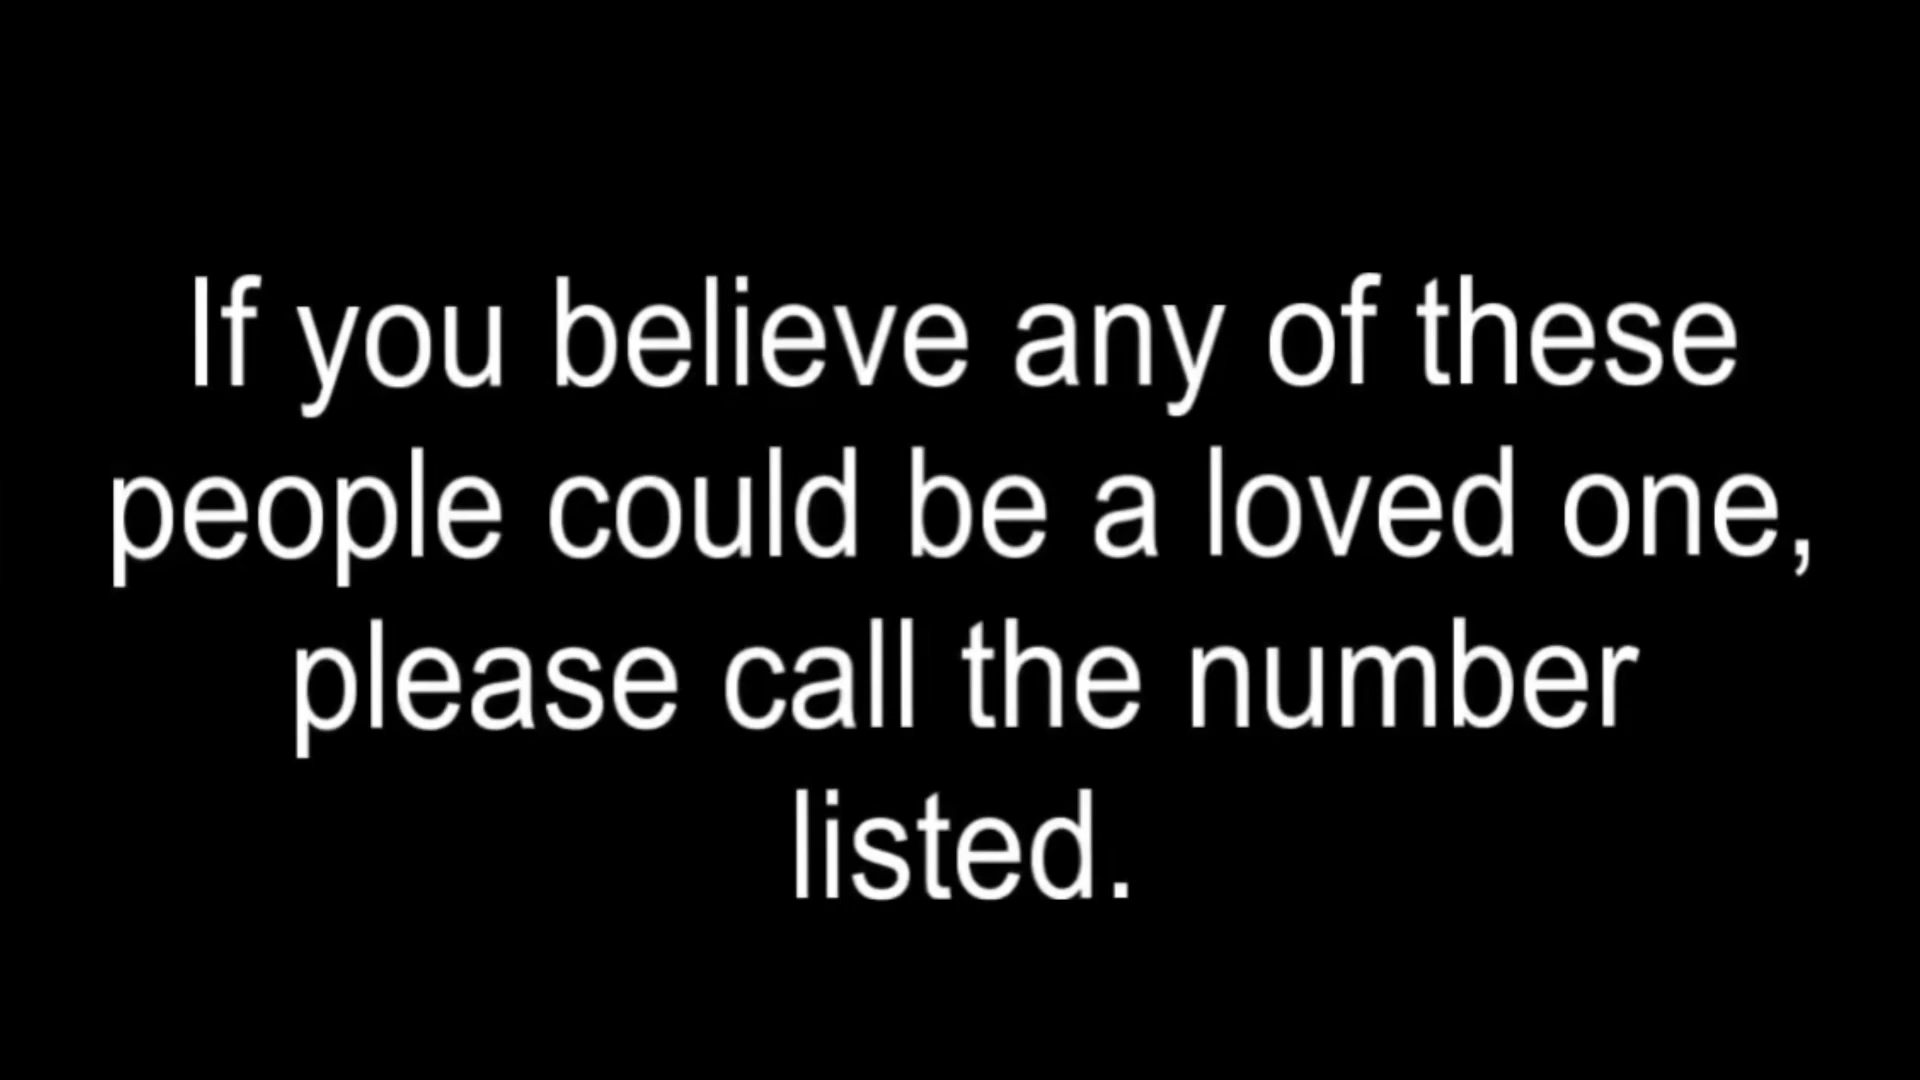 If you believe any of these
people could be a loved one,
please call the number
listed.